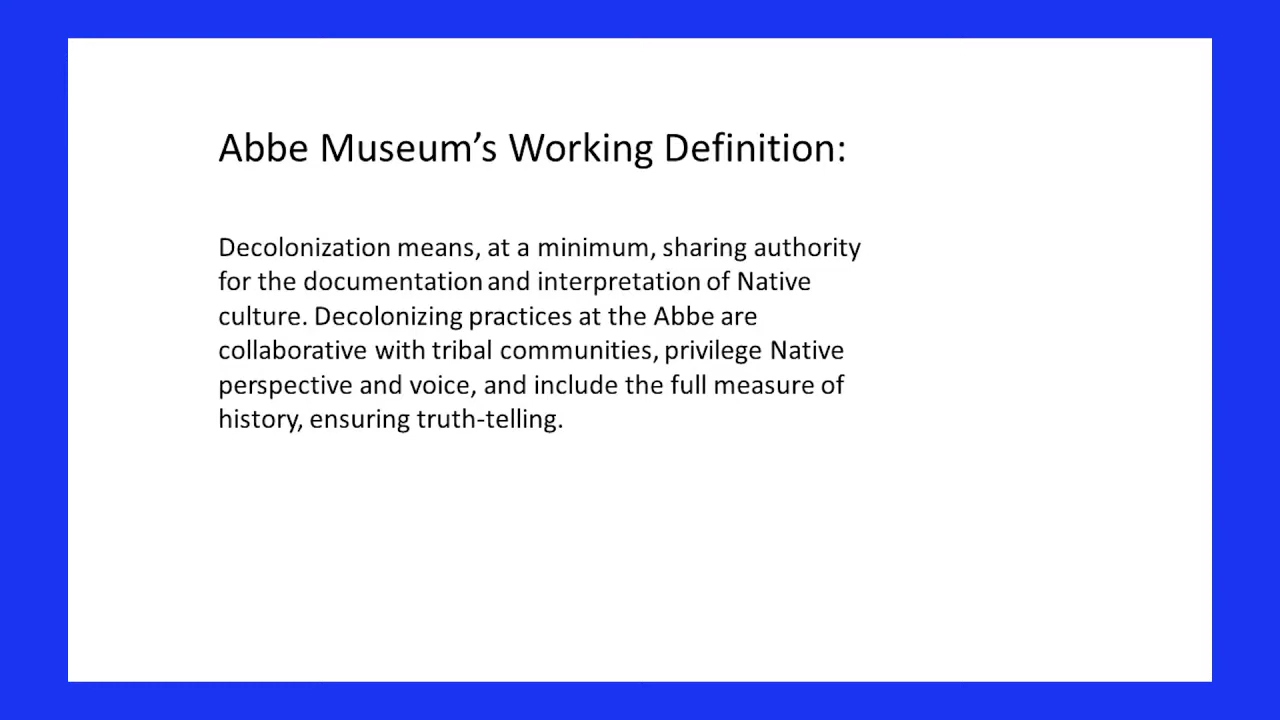 Abbe Museum’s Working Definition:
Decolonization means, at a minimum, sharing authority
for the documentation and interpretation of Native
culture. Decolonizing practices at the Abbe are
collaborative with tribal communities, privilege Native
perspective and voice, and include the full measure of
history, ensuring truth-telling.